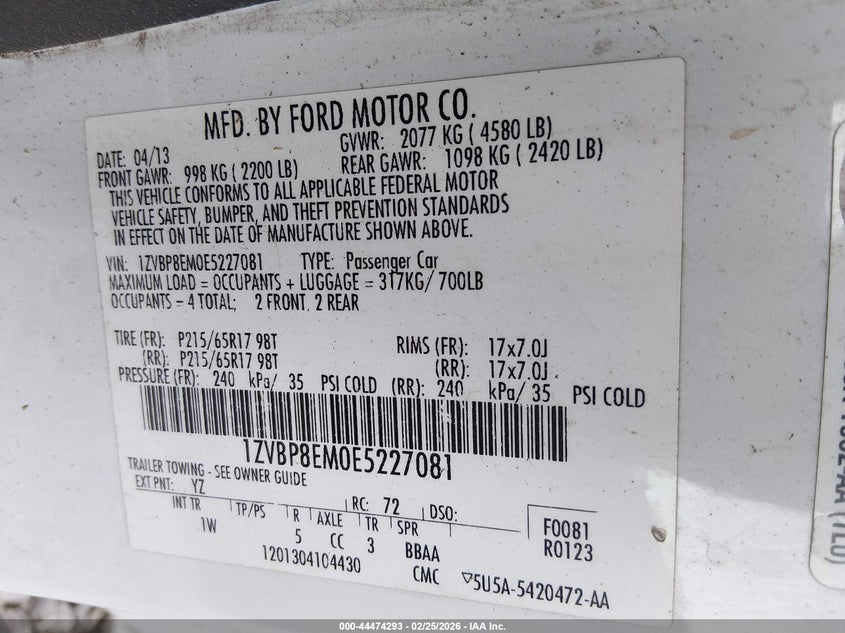 MFD. BY FORD MOTOR CO.
DATE: 04/13 GVWR: 2077 KG ( 4580 LB)
FRONT GAWR: 998 KG ( 2200 LB) REAR GAWR: 1098 KG ( 2420 LB)
THIS VEHICLE CONFORMS TO ALL APPLICABLE FEDERAL MOTOR
VEHICLE SAFETY, BUMPER, AND THEFT PREVENTION STANDARDS
IN EFFECT ON THE DATE OF MANUFACTURE SHOWN ABOVE.
VIN: 1ZVBP8EM0E5227081 TYPE: Passenger Car
MAXIMUM LOAD = OCCUPANTS + LUGGAGE = 317KG/ 700LB
OCCUPANTS - 4 TOTAL; 2 FRONT, 2 REAR
TIRE (FR): P215/65R17 98T RIMS (FR): 17x7.0J
(RR): P215/65R17 98T (RR): 17x7.0J
PRESSURE (FR): 240 kPa/ 35 PSI COLD (RR): 240 kPa/ 35 PSI COLD
1ZVBP8EM0E5227081
TRAILER TOWING - SEE OWNER GUIDE
EXT PNT: YZ RC: 72 DSO:
INT TR TP/PS R AXLE TR SPR F0081
1W 5 CC 3 BBAA R0123
1201304104430 CMC ▽5U5A-5420472-AA
000-44474293 - 02/25/2026 - IAA Inc.